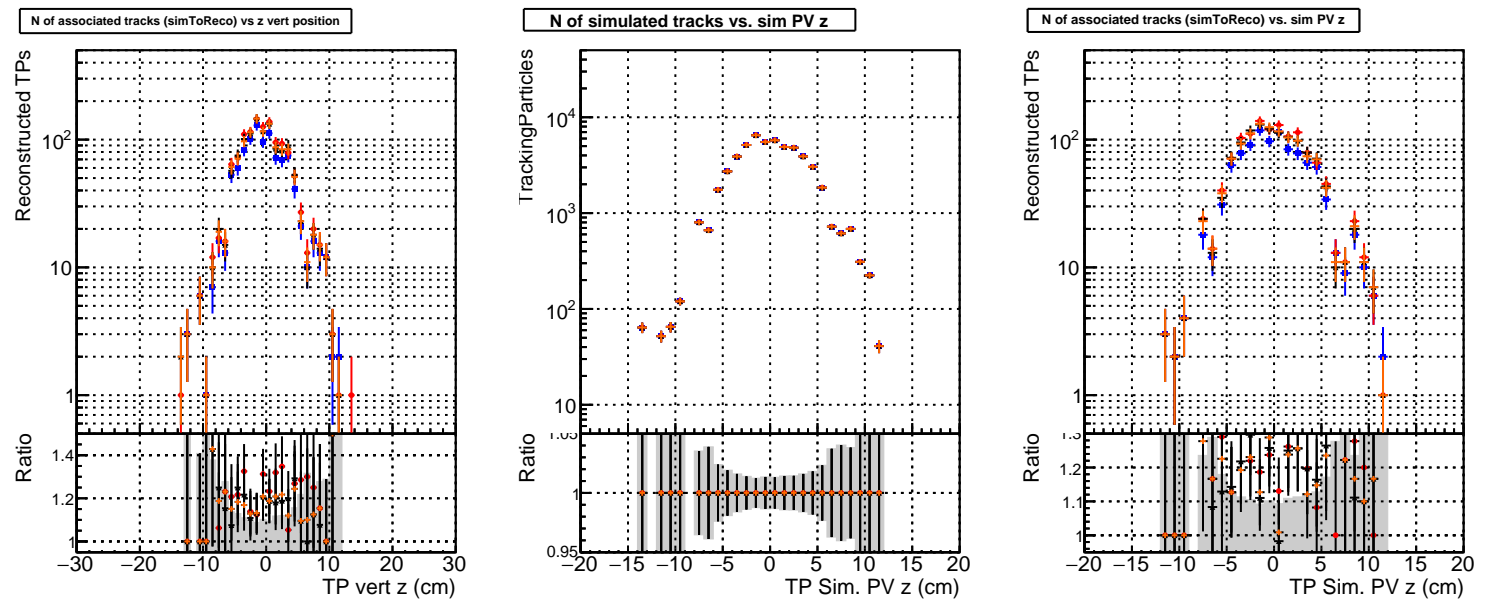 N of associated tracks (simToReco) vs z vert position
Reconstructed TPs
10²
10
1
Ratio
1.4
1.2
1
−30 −20 −10 0 10 20 30
TP vert z (cm)
N of simulated tracks vs. sim PV z
TrackingParticles
10⁴
10³
10²
10
Ratio
1.05
1
0.95
−20 −15 −10 −5 0 5 10 15 20
TP Sim. PV z (cm)
N of associated tracks (simToReco) vs. sim PV z
Reconstructed TPs
10²
10
1
Ratio
1.3
1.2
1.1
1
−20 −15 −10 −5 0 5 10 15 20
TP Sim. PV z (cm)